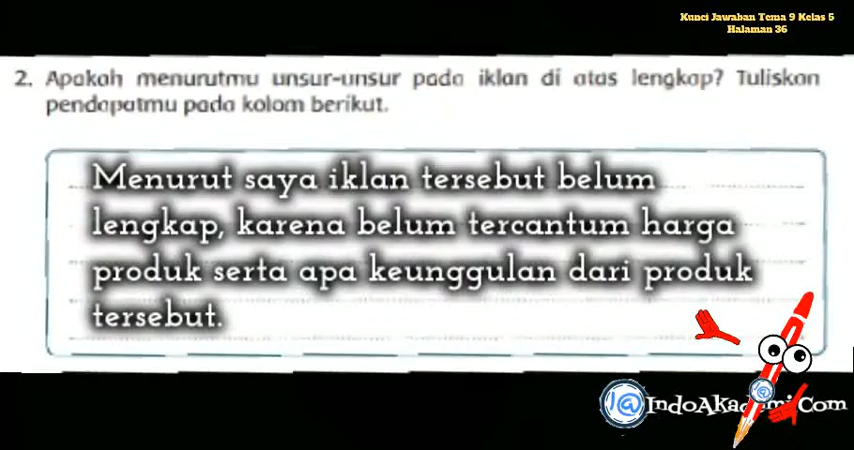 Kunci Jawaban Tema 9 Kelas 5
Halaman 36
2. Apakah menurutmu unsur-unsur pada iklan di atas lengkap? Tuliskan
pendapatmu pada kolom berikut.
Menurut saya iklan tersebut belum
lengkap, karena belum tercantum harga
produk serta apa keunggulan dari produk
tersebut.